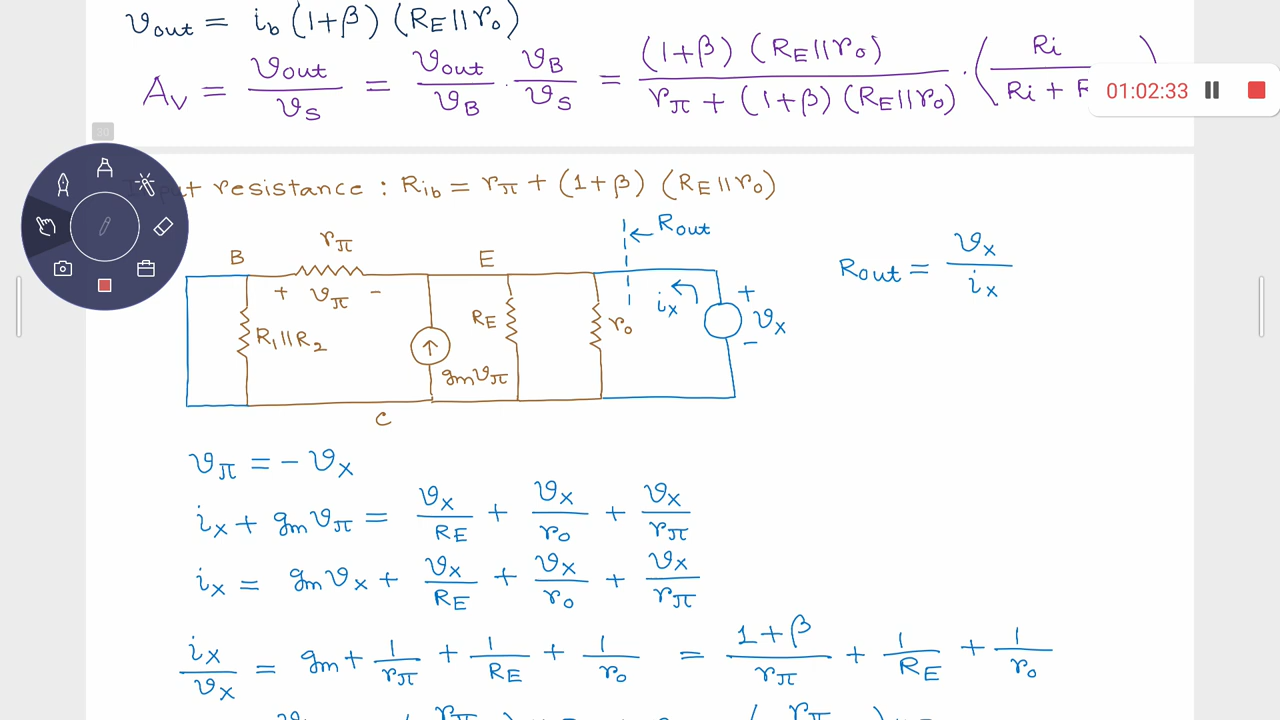 vout = ib (1+β) (RE||ro)
Av = vout/vs = vout/vB · vB/vs = (1+β) (RE||ro) / rπ + (1+β) (RE||ro) · (Ri / Ri +
01:02:33
30
resistance : Rib = rπ + (1+β) (RE||ro)
← Rout
rπ
B
E
+ vπ −
R1||R2
RE
ro
ix
+
vx
−
gmvπ
C
Rout = vx/ix
vπ = − vx
ix + gmvπ = vx/RE + vx/ro + vx/rπ
ix = gmvx + vx/RE + vx/ro + vx/rπ
ix/vx = gm + 1/rπ + 1/RE + 1/ro = 1+β/rπ + 1/RE + 1/ro